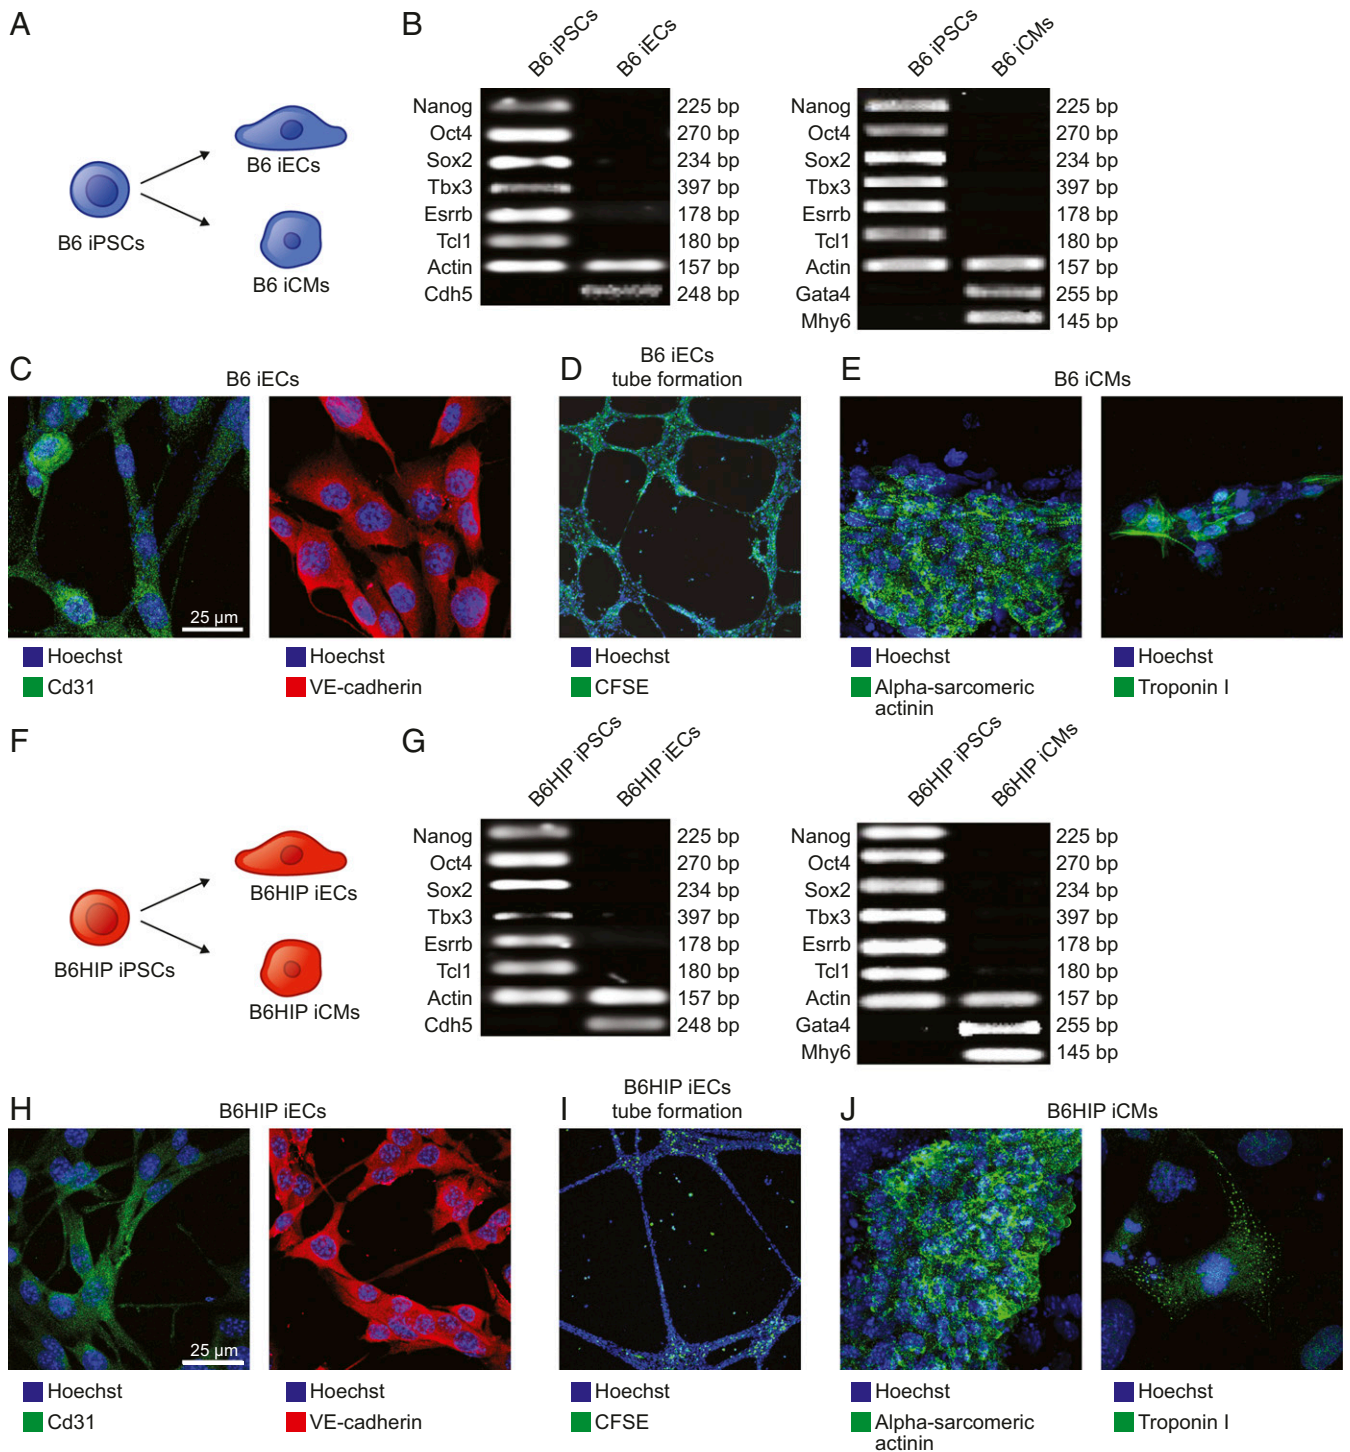 A
B6 iPSCs
B6 iECs
B6 iCMs
B
B6 iPSCs
B6 iECs
Nanog 225 bp
Oct4 270 bp
Sox2 234 bp
Tbx3 397 bp
Esrrb 178 bp
Tcl1 180 bp
Actin 157 bp
Cdh5 248 bp
B6 iPSCs
B6 iCMs
Nanog 225 bp
Oct4 270 bp
Sox2 234 bp
Tbx3 397 bp
Esrrb 178 bp
Tcl1 180 bp
Actin 157 bp
Gata4 255 bp
Mhy6 145 bp
C
B6 iECs
25 µm
Hoechst
Cd31
Hoechst
VE-cadherin
D
B6 iECs
tube formation
Hoechst
CFSE
E
B6 iCMs
Hoechst
Alpha-sarcomeric
actinin
Hoechst
Troponin I
F
B6HIP iPSCs
B6HIP iECs
B6HIP iCMs
G
B6HIP iPSCs
B6HIP iECs
Nanog 225 bp
Oct4 270 bp
Sox2 234 bp
Tbx3 397 bp
Esrrb 178 bp
Tcl1 180 bp
Actin 157 bp
Cdh5 248 bp
B6HIP iPSCs
B6HIP iCMs
Nanog 225 bp
Oct4 270 bp
Sox2 234 bp
Tbx3 397 bp
Esrrb 178 bp
Tcl1 180 bp
Actin 157 bp
Gata4 255 bp
Mhy6 145 bp
H
B6HIP iECs
25 µm
Hoechst
Cd31
Hoechst
VE-cadherin
I
B6HIP iECs
tube formation
Hoechst
CFSE
J
B6HIP iCMs
Hoechst
Alpha-sarcomeric
actinin
Hoechst
Troponin I